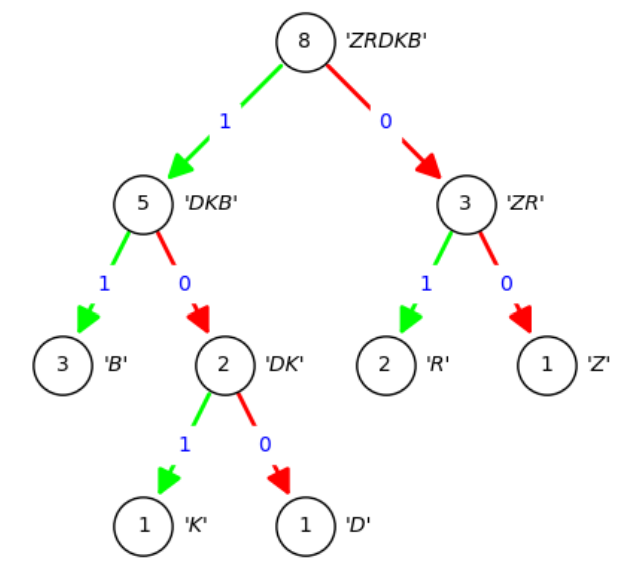 8 'ZRDKB'
1 0
5 'DKB' 3 'ZR'
1 0 1 0
3 'B' 2 'DK' 2 'R' 1 'Z'
1 0
1 'K' 1 'D'